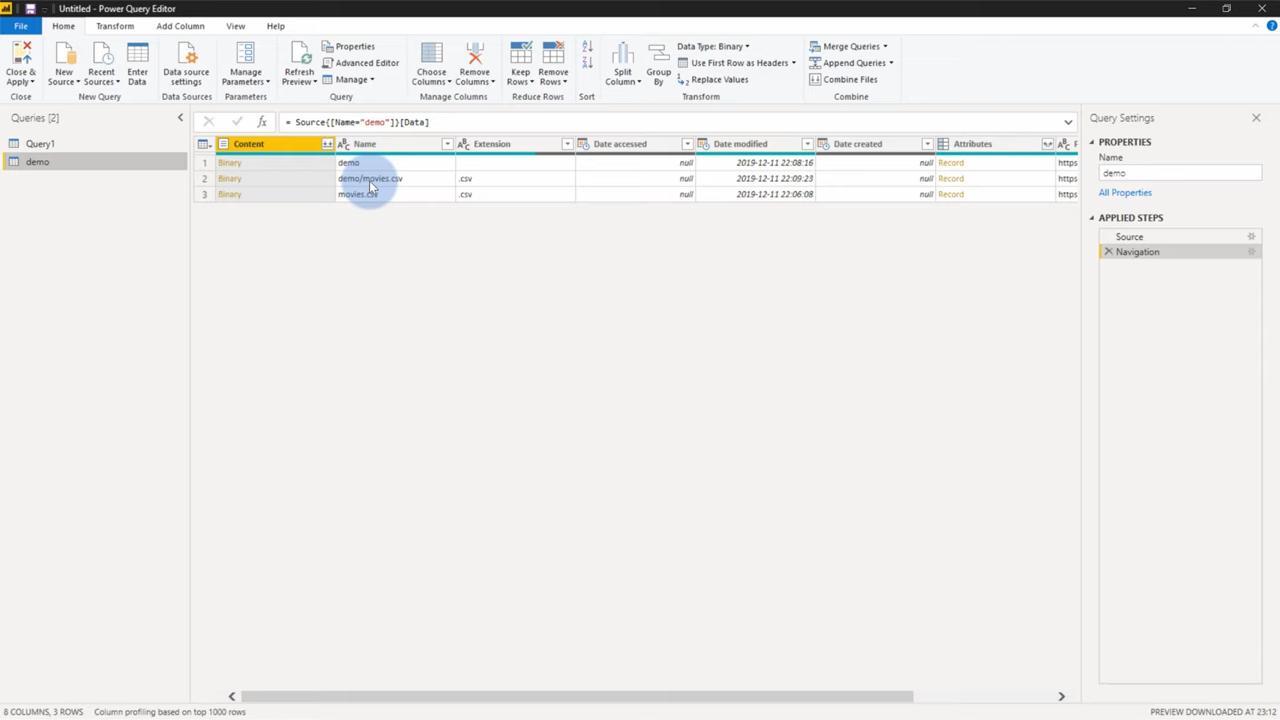 Untitled - Power Query Editor
File Home Transform Add Column View Help
Close & Apply
New Source
Recent Sources
Enter Data
Data source settings
Manage Parameters
Refresh Preview
Properties
Advanced Editor
Manage
Choose Columns
Remove Columns
Keep Rows
Remove Rows
Split Column
Group By
Data Type: Binary
Use First Row as Headers
Replace Values
Merge Queries
Append Queries
Combine Files
Close New Query Data Sources Parameters Query Manage Columns Reduce Rows Sort Transform Combine
Queries [2]
Query1
demo
= Source{[Name="demo"]}[Data]
Content Name Extension Date accessed Date modified Date created Attributes
1 Binary demo null 2019-12-11 22:08:16 null Record https
2 Binary demo/movies.csv .csv null 2019-12-11 22:09:23 null Record https
3 Binary movies.csv .csv null 2019-12-11 22:06:08 null Record https
Query Settings
PROPERTIES
Name
demo
All Properties
APPLIED STEPS
Source
Navigation
8 COLUMNS, 3 ROWS Column profiling based on top 1000 rows
PREVIEW DOWNLOADED AT 23:12